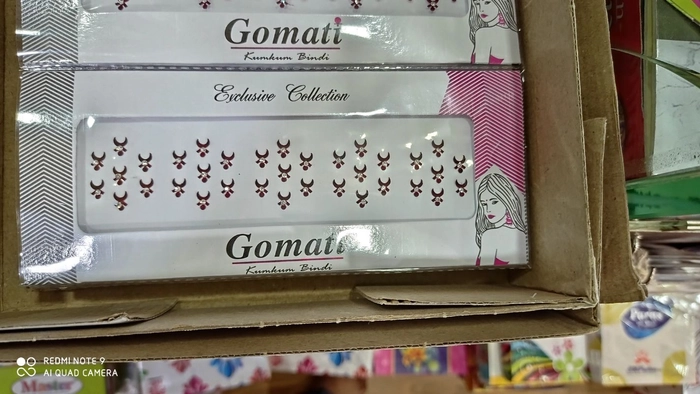 Gomati
Kumkum Bindi
Exclusive Collection
Gomati
Kumkum Bindi
REDMI NOTE 9
AI QUAD CAMERA
Master